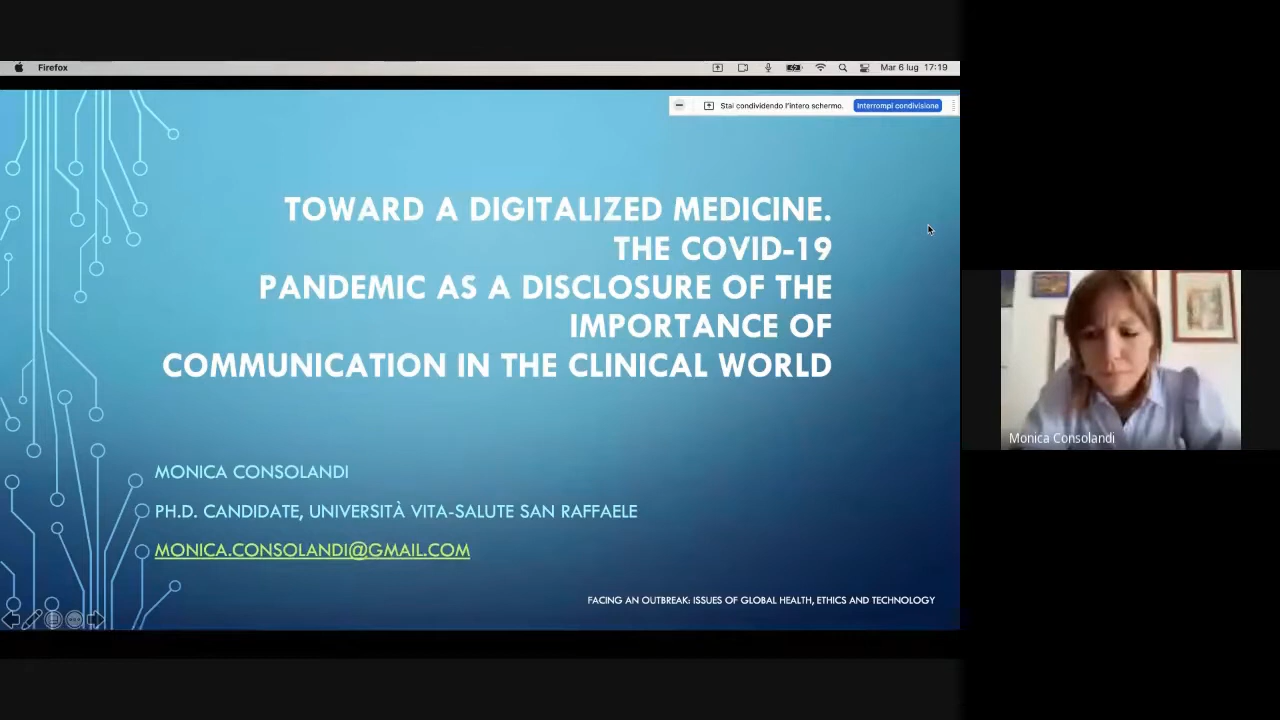 Firefox
Mar 6 lug 17:19
Stai condividendo l'intero schermo. Interrompi condivisione
TOWARD A DIGITALIZED MEDICINE.
THE COVID-19
PANDEMIC AS A DISCLOSURE OF THE
IMPORTANCE OF
COMMUNICATION IN THE CLINICAL WORLD
MONICA CONSOLANDI
PH.D. CANDIDATE, UNIVERSITÀ VITA-SALUTE SAN RAFFAELE
MONICA.CONSOLANDI@GMAIL.COM
FACING AN OUTBREAK: ISSUES OF GLOBAL HEALTH, ETHICS AND TECHNOLOGY
Monica Consolandi